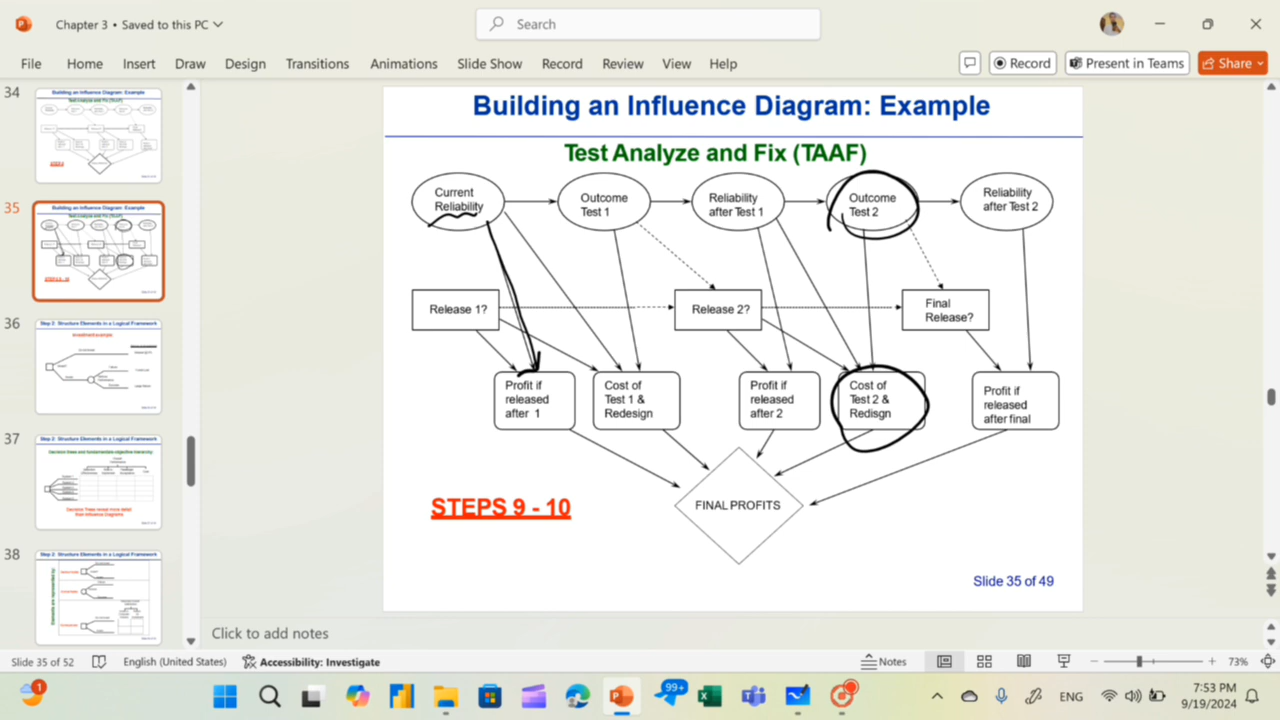 Chapter 3 • Saved to this PC
Search
File Home Insert Draw Design Transitions Animations Slide Show Record Review View Help
Record
Present in Teams
Share
34
35
36
37
38
Building an Influence Diagram: Example
Test Analyze and Fix (TAAF)
Current
Reliability
Outcome
Test 1
Reliability
after Test 1
Outcome
Test 2
Reliability
after Test 2
Release 1?
Release 2?
Final
Release?
Profit if
released
after 1
Cost of
Test 1 &
Redesign
Profit if
released
after 2
Cost of
Test 2 &
Redisgn
Profit if
released
after final
FINAL PROFITS
STEPS 9 - 10
Slide 35 of 49
Click to add notes
Slide 35 of 52
English (United States)
Accessibility: Investigate
Notes
73%
1
99+
ENG
7:53 PM
9/19/2024